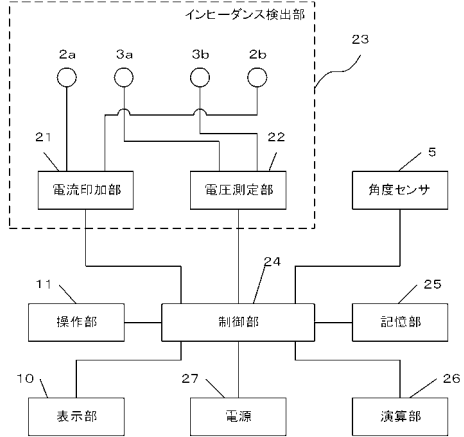 インヒーダンス検出部
2a 3a 3b 2b
23
21 22 5
電流印加部 電圧測定部 角度センサ
24
11 25
操作部 制御部 記憶部
10 27 26
表示部 電源 演算部